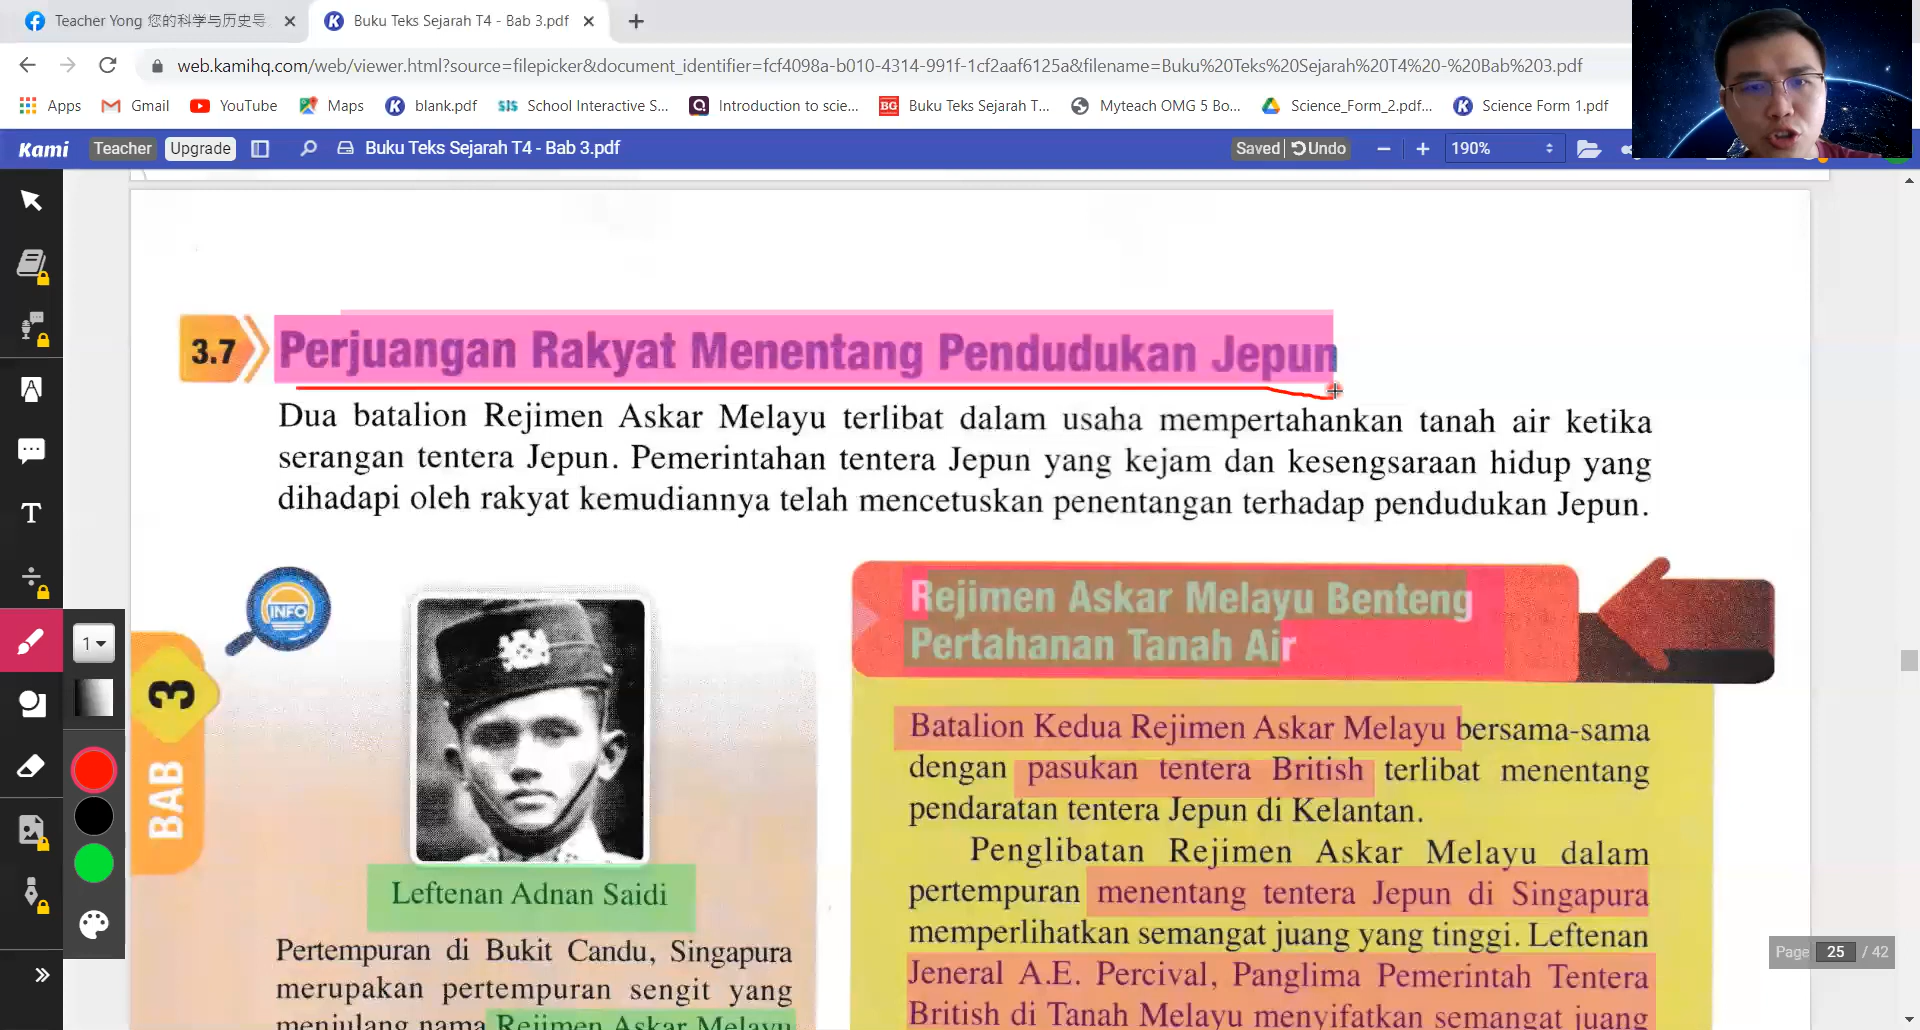 Teacher Yong 您的科学与历史导
Buku Teks Sejarah T4 - Bab 3.pdf
web.kamihq.com/web/viewer.html?source=filepicker&document_identifier=fcf4098a-b010-4314-991f-1cf2aaf6125a&filename=Buku%20Teks%20Sejarah%20T4%20-%20Bab%203.pdf
Apps Gmail YouTube Maps blank.pdf School Interactive S... Introduction to scie... Buku Teks Sejarah T... Myteach OMG 5 Bo... Science_Form_2.pdf... Science Form 1.pdf
Kami Teacher Upgrade Buku Teks Sejarah T4 - Bab 3.pdf Saved Undo 190%
3.7 Perjuangan Rakyat Menentang Pendudukan Jepun
Dua batalion Rejimen Askar Melayu terlibat dalam usaha mempertahankan tanah air ketika
serangan tentera Jepun. Pemerintahan tentera Jepun yang kejam dan kesengsaraan hidup yang
dihadapi oleh rakyat kemudiannya telah mencetuskan penentangan terhadap pendudukan Jepun.
INFO
1
BAB 3
Leftenan Adnan Saidi
Pertempuran di Bukit Candu, Singapura
merupakan pertempuran sengit yang
menjulang nama Rejimen Askar Melayu
Rejimen Askar Melayu Benteng
Pertahanan Tanah Air
Batalion Kedua Rejimen Askar Melayu bersama-sama
dengan pasukan tentera British terlibat menentang
pendaratan tentera Jepun di Kelantan.
Penglibatan Rejimen Askar Melayu dalam
pertempuran menentang tentera Jepun di Singapura
memperlihatkan semangat juang yang tinggi. Leftenan
Jeneral A.E. Percival, Panglima Pemerintah Tentera
British di Tanah Melayu menyifatkan semangat juang
Page 25 / 42